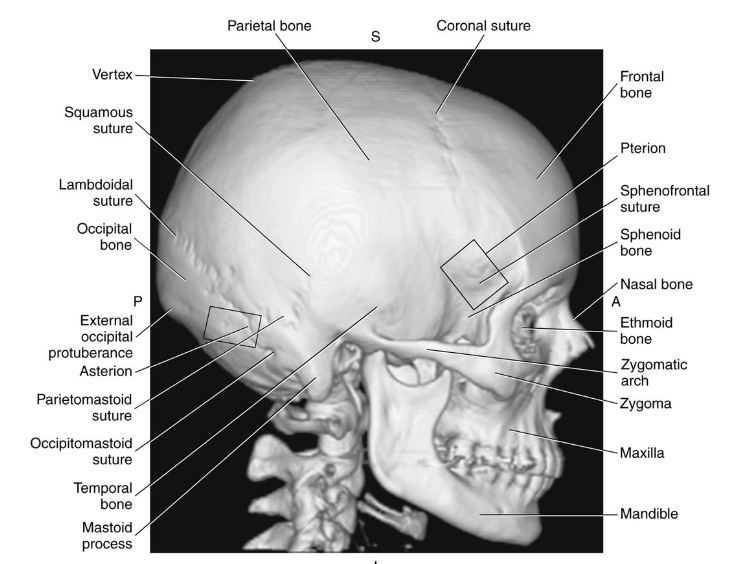 Parietal bone
Coronal suture
S
Vertex
Squamous
suture
Lambdoidal
suture
Occipital
bone
P
External
occipital
protuberance
Asterion
Parietomastoid
suture
Occipitomastoid
suture
Temporal
bone
Mastoid
process
Frontal
bone
Pterion
Sphenofrontal
suture
Sphenoid
bone
Nasal bone
A
Ethmoid
bone
Zygomatic
arch
Zygoma
Maxilla
Mandible